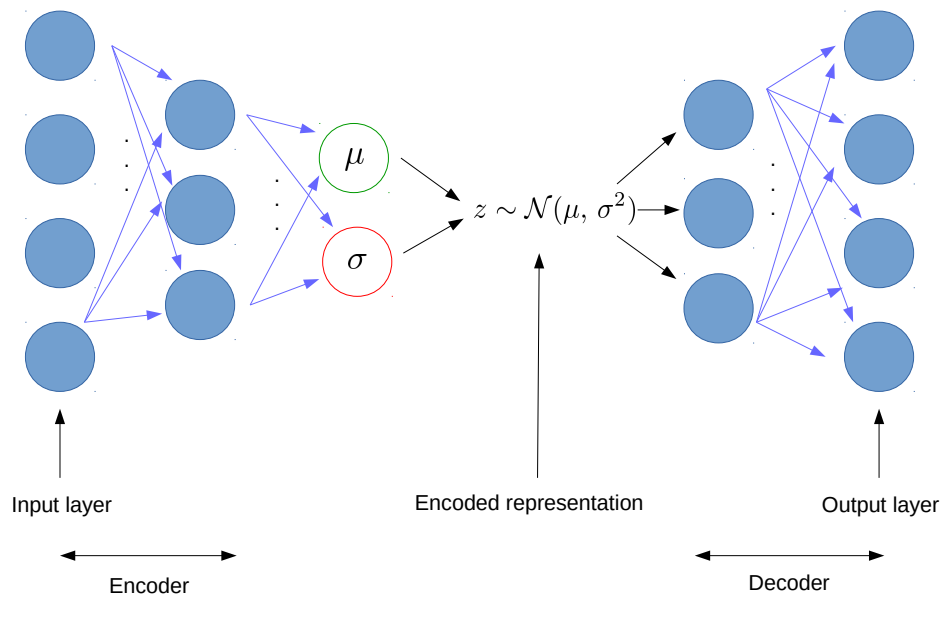 μ
σ
z ∼ 𝒩(μ, σ²)
Input layer
Encoded representation
Output layer
Encoder
Decoder